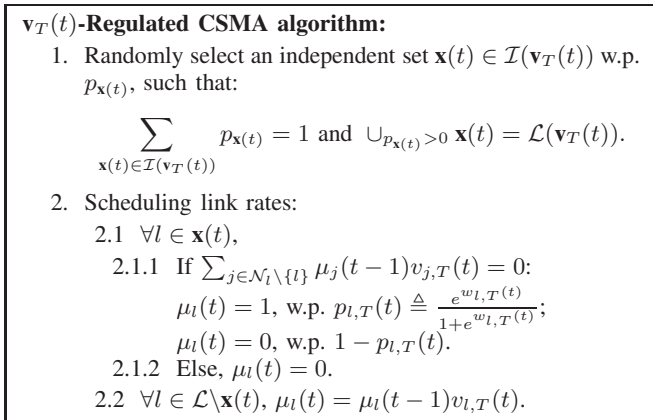 v_T(t)-Regulated CSMA algorithm:
1. Randomly select an independent set x(t) ∈ I(v_T(t)) w.p.
p_{x(t)}, such that:
∑_{x(t)∈I(v_T(t))} p_{x(t)} = 1 and ∪_{p_{x(t)}>0} x(t) = L(v_T(t)).
2. Scheduling link rates:
2.1 ∀l ∈ x(t),
2.1.1 If ∑_{j∈N_l\{l}} μ_j(t−1)v_{j,T}(t) = 0:
μ_l(t) = 1, w.p. p_{l,T}(t) ≜ e^{w_{l,T}(t)}/(1+e^{w_{l,T}(t)});
μ_l(t) = 0, w.p. 1 − p_{l,T}(t).
2.1.2 Else, μ_l(t) = 0.
2.2 ∀l ∈ L\x(t), μ_l(t) = μ_l(t−1)v_{l,T}(t).